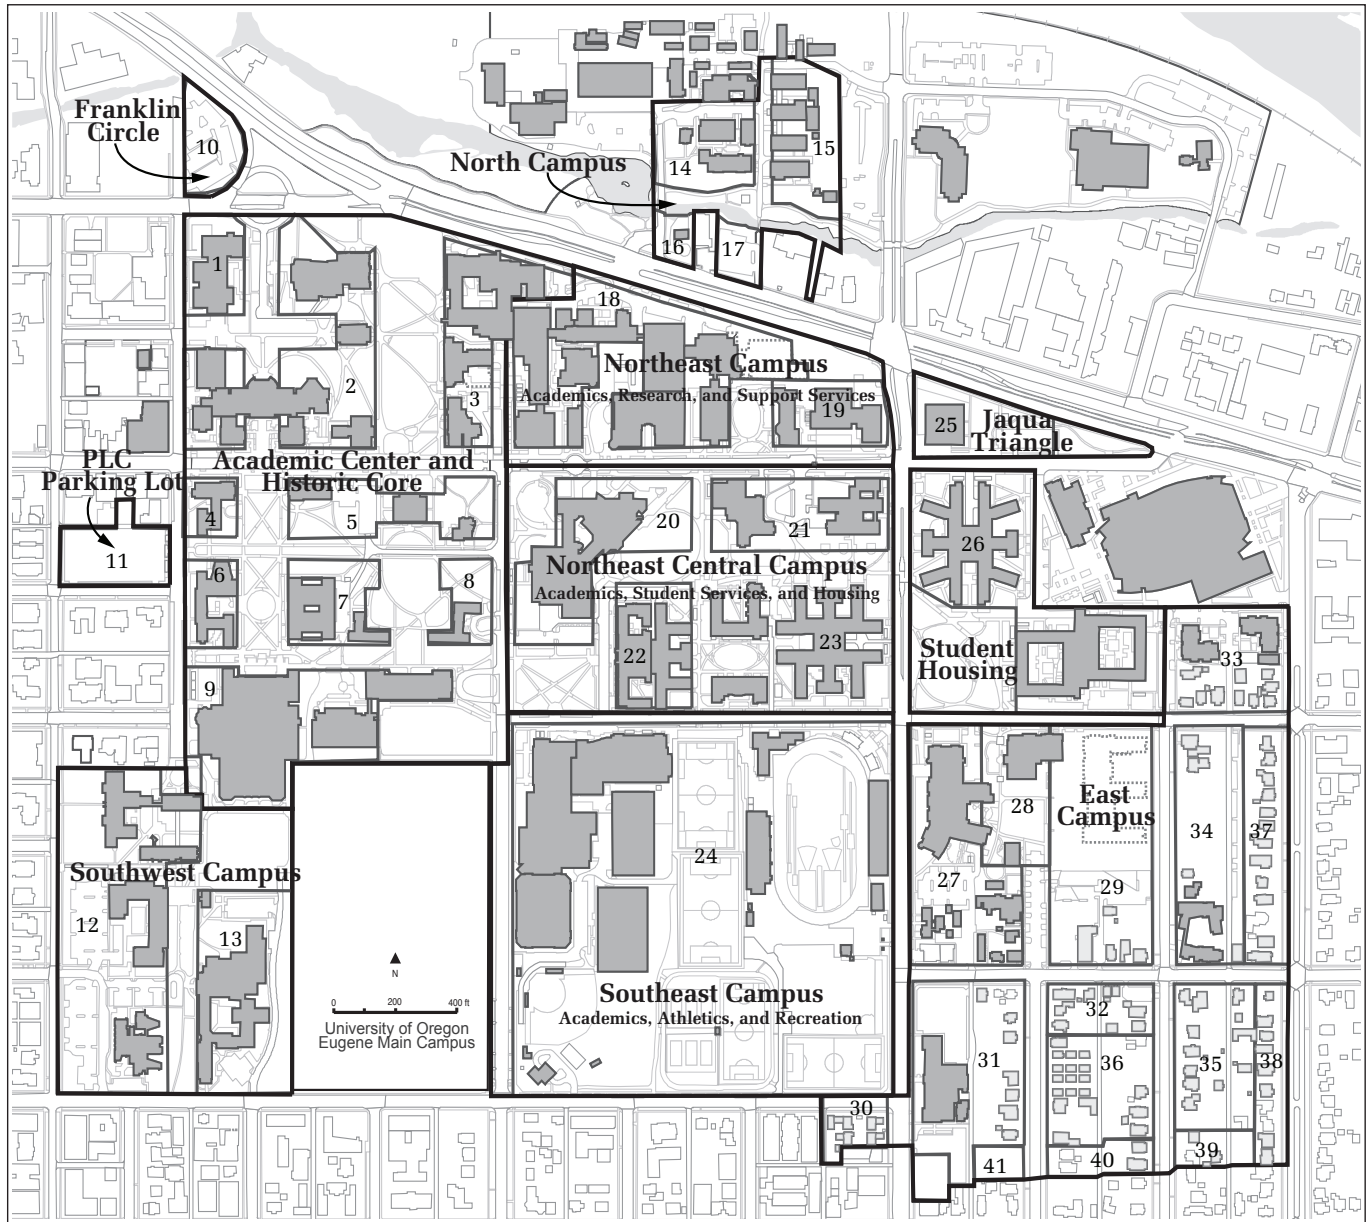 Franklin
Circle
10
North Campus
14
15
16
17
1
18
2
3
Northeast Campus
Academics, Research, and Support Services
19
25
Jaqua
Triangle
PLC
Parking Lot
11
Academic Center and
Historic Core
4
5
6
7
8
9
20
21
Northeast Central Campus
Academics, Student Services, and Housing
22
23
26
Student
Housing
33
24
28
East
Campus
27
29
34
37
Southwest Campus
12
13
N
0 200 400 ft
University of Oregon
Eugene Main Campus
Southeast Campus
Academics, Athletics, and Recreation
30
31
32
36
35
38
39
40
41